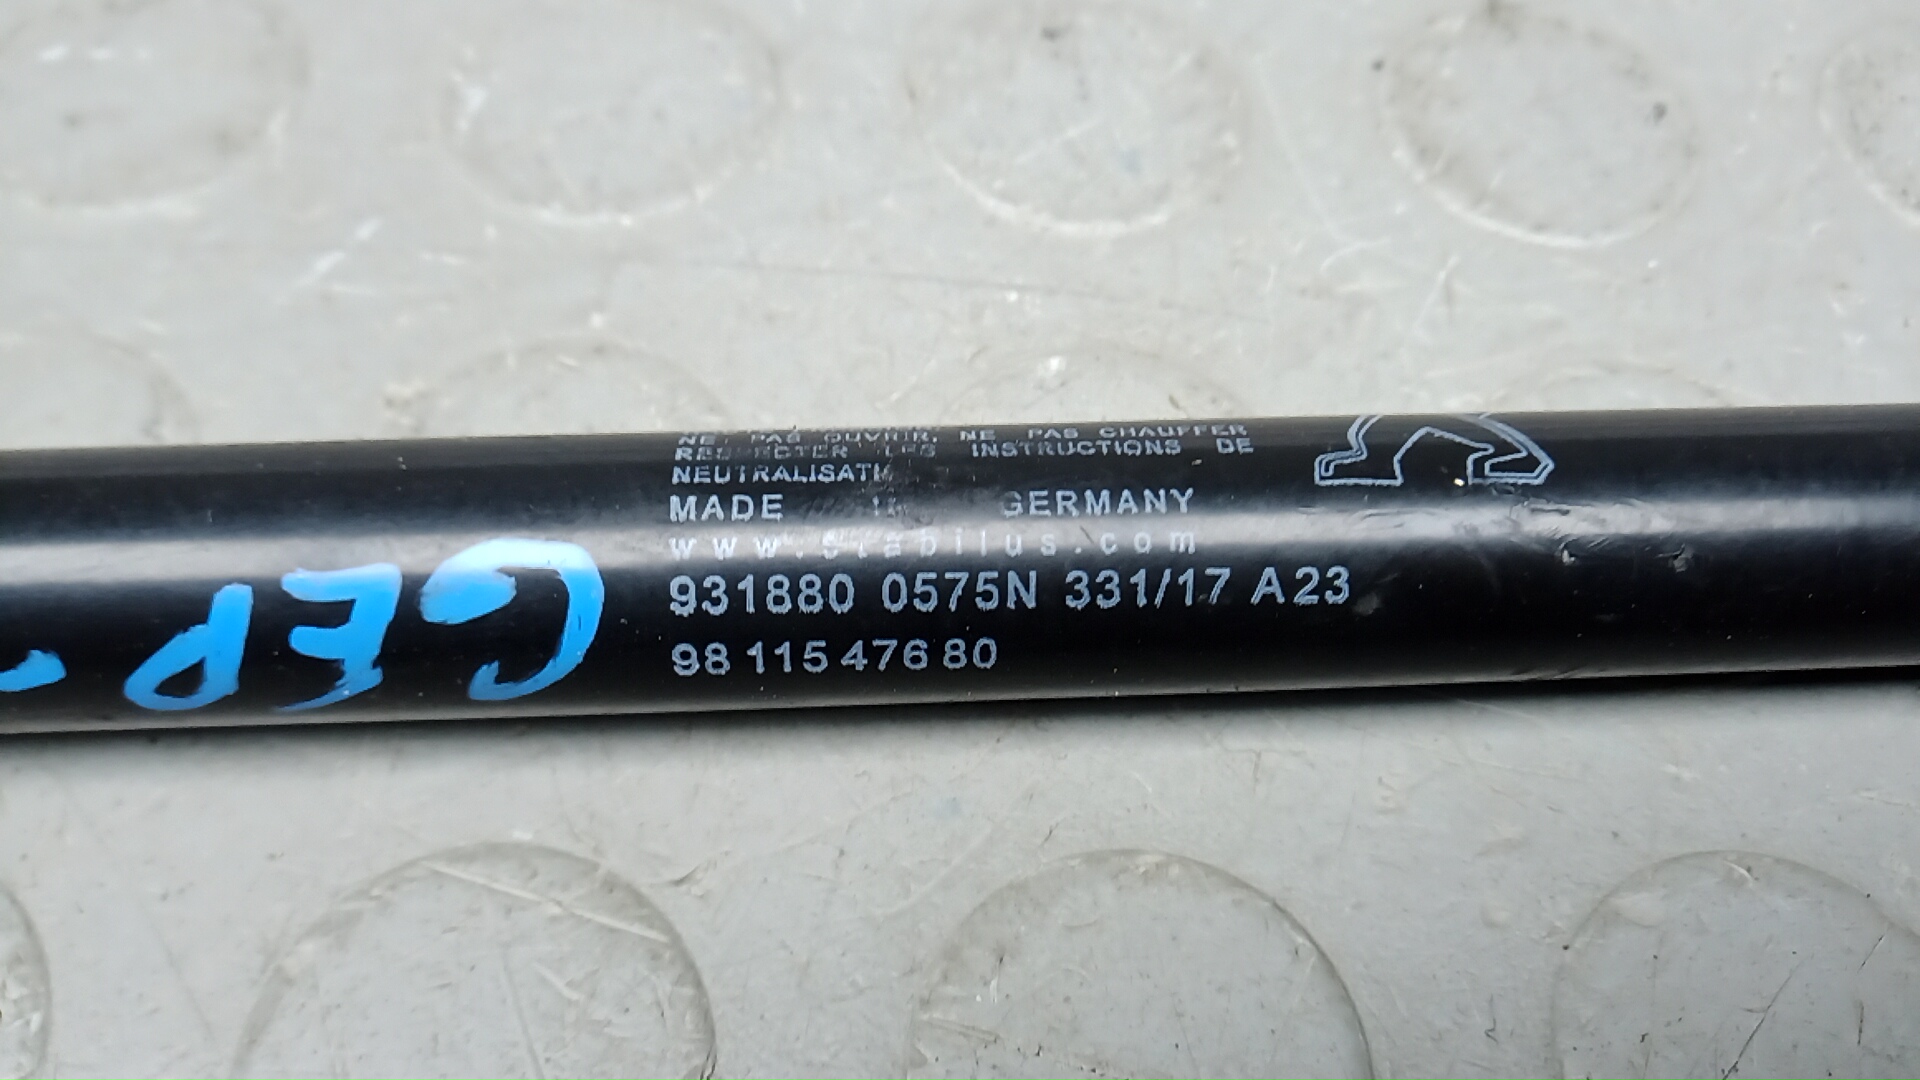 NE PAS OUVRIR, NE PAS CHAUFFER
RESPECTER LES INSTRUCTIONS DE
NEUTRALISATI
MADE IN GERMANY
www.stabilus.com
931880 0575N 331/17 A23
98 115 476 80